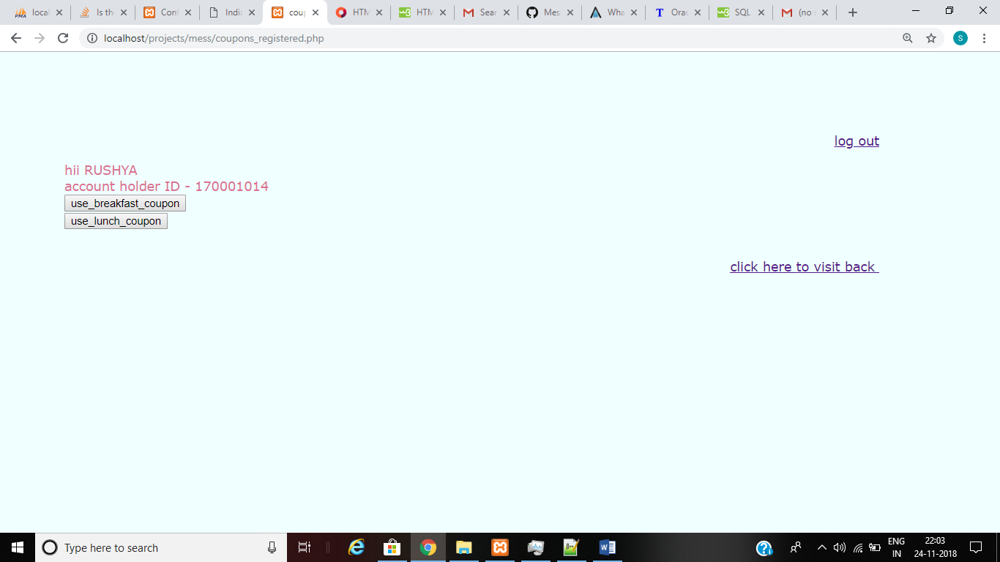 local
Is th
Conf
India
coup
HTM
HTM
Sear
Mes
Wha
Orac
SQL
(no s
localhost/projects/mess/coupons_registered.php
S
log out
hii RUSHYA
account holder ID - 170001014
use_breakfast_coupon
use_lunch_coupon
click here to visit back
Type here to search
ENG
IN
22:03
24-11-2018